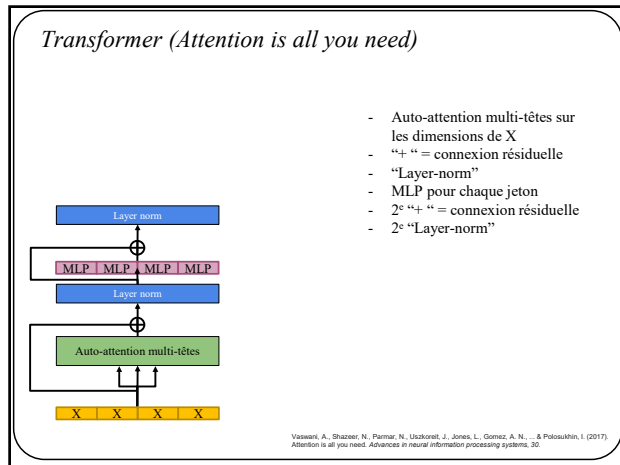 Transformer (Attention is all you need)
- Auto-attention multi-têtes sur
les dimensions de X
- “+ “ = connexion résiduelle
- “Layer-norm”
- MLP pour chaque jeton
- 2e “+ “ = connexion résiduelle
- 2e “Layer-norm”
Layer norm
MLP MLP MLP MLP
Layer norm
Auto-attention multi-têtes
X X X X
Vaswani, A., Shazeer, N., Parmar, N., Uszkoreit, J., Jones, L., Gomez, A. N., ... & Polosukhin, I. (2017).
Attention is all you need. Advances in neural information processing systems, 30.